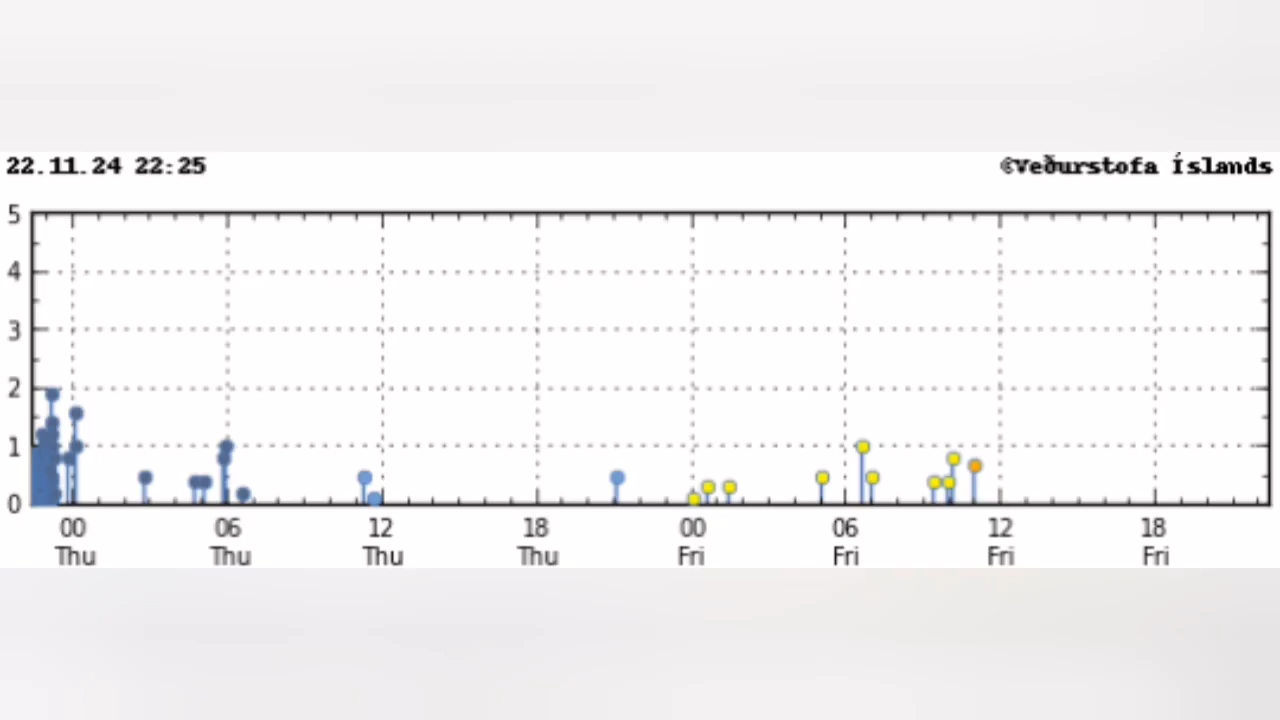 22.11.24 22:25 ©Veðurstofa Íslands
5
4
3
2
1
0
00 06 12 18 00 06 12 18
Thu Thu Thu Thu Fri Fri Fri Fri